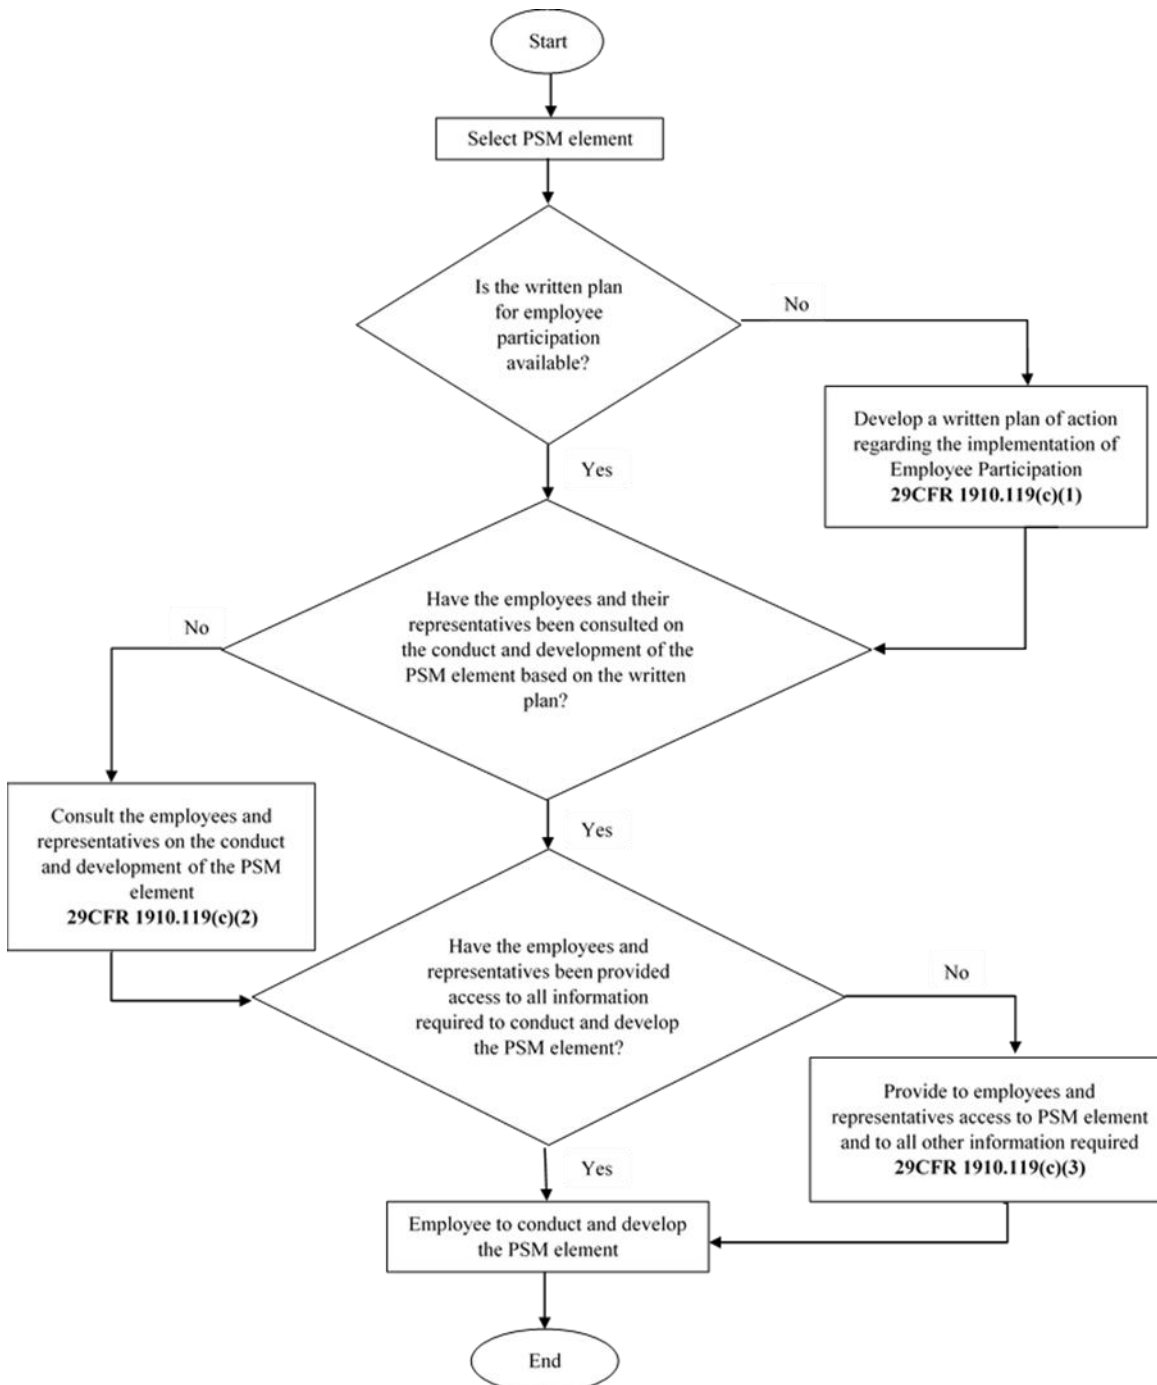 Start
Select PSM element
Is the written plan
for employee
participation
available?
No
Develop a written plan of action
regarding the implementation of
Employee Participation
29CFR 1910.119(c)(1)
Yes
Have the employees and their
representatives been consulted on
the conduct and development of the
PSM element based on the written
plan?
No
Consult the employees and
representatives on the conduct
and development of the PSM
element
29CFR 1910.119(c)(2)
Yes
Have the employees and
representatives been provided
access to all information
required to conduct and develop
the PSM element?
No
Provide to employees and
representatives access to PSM element
and to all other information required
29CFR 1910.119(c)(3)
Yes
Employee to conduct and develop
the PSM element
End